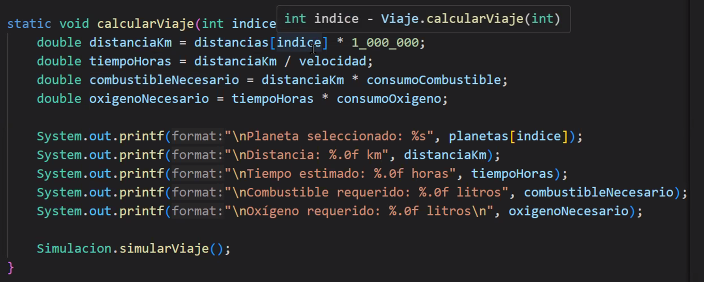 int indice - Viaje.calcularViaje(int)
static void calcularViaje(int indice
double distanciaKm = distancias[indice] * 1_000_000;
double tiempoHoras = distanciaKm / velocidad;
double combustibleNecesario = distanciaKm * consumoCombustible;
double oxigenoNecesario = tiempoHoras * consumoOxigeno;
System.out.printf(format:"\nPlaneta seleccionado: %s", planetas[indice]);
System.out.printf(format:"\nDistancia: %.0f km", distanciaKm);
System.out.printf(format:"\nTiempo estimado: %.0f horas", tiempoHoras);
System.out.printf(format:"\nCombustible requerido: %.0f litros", combustibleNecesario);
System.out.printf(format:"\nOxígeno requerido: %.0f litros\n", oxigenoNecesario);
Simulacion.simularViaje();
}